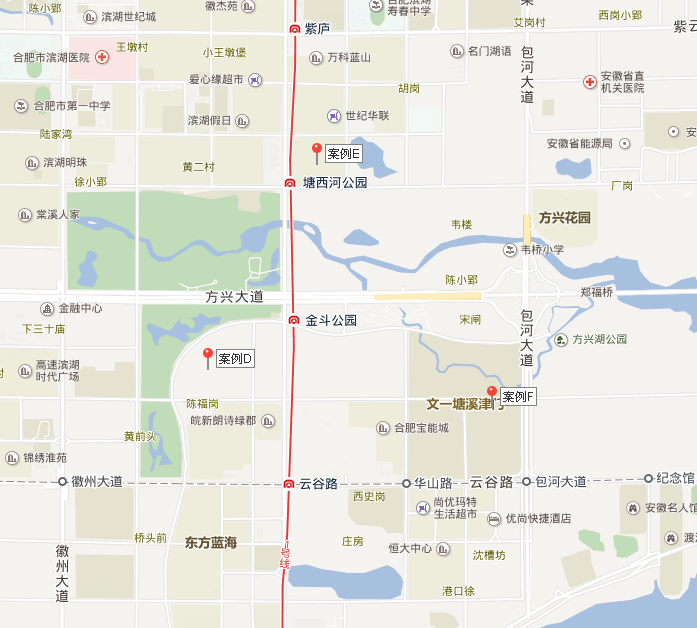 陈小郢
滨湖世纪城
徽杰苑
紫庐
合肥滨湖
寿春中学
艾岗村
西岗小郢
紫云
王墩村
小王墩堡
合肥市滨湖医院
万科蓝山
名门湖语
包河大道
爱心缘超市
胡岗
安徽省直
机关医院
合肥市第一中学
滨湖假日
世纪华联
陆家湾
安徽省能源局
安
滨湖明珠
黄二村
案例E
徐小郢
塘西河公园
厂岗
棠溪人家
韦楼
方兴花园
韦桥小学
陈小郢
方兴大道
郑福桥
金融中心
金斗公园
宋闸
包河大道
下三十庙
方兴湖公园
案例D
高速滨湖
时代广场
村
案例F
陈福岗
文一塘溪津门
皖新朗诗绿郡
合肥宝能城
黄前头
锦绣淮苑
徽州大道
云谷路
华山路
云谷路
包河大道
纪念馆
西史岗
尚优玛特
生活超市
优尚快捷酒店
安徽名人馆
桥头前
东方蓝海
庄房
恒大中心
沈槽坊
渡
徽州大道
1号线
港口徐